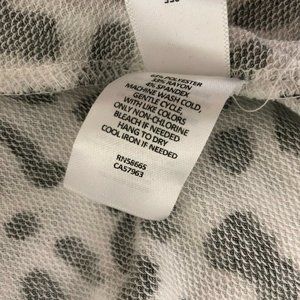 POLYESTER
SPANDEX
MACHINE WASH COLD,
GENTLE CYCLE,
WITH LIKE COLORS
ONLY NON-CHLORINE
BLEACH IF NEEDED
HANG TO DRY
COOL IRON IF NEEDED
RN58665
CA57963